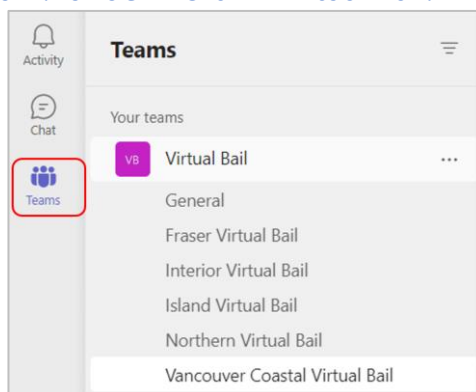 Activity
Chat
Teams
Teams
Your teams
VB Virtual Bail
General
Fraser Virtual Bail
Interior Virtual Bail
Island Virtual Bail
Northern Virtual Bail
Vancouver Coastal Virtual Bail